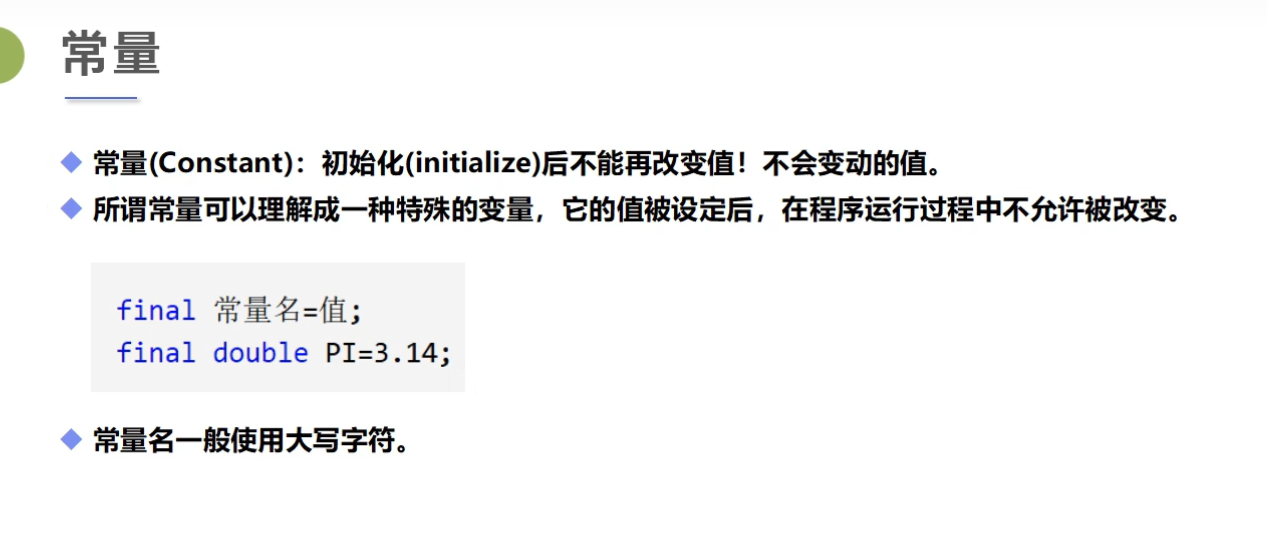 常量
常量(Constant)：初始化(initialize)后不能再改变值！不会变动的值。
所谓常量可以理解成一种特殊的变量，它的值被设定后，在程序运行过程中不允许被改变。
final 常量名=值;
final double PI=3.14;
常量名一般使用大写字符。